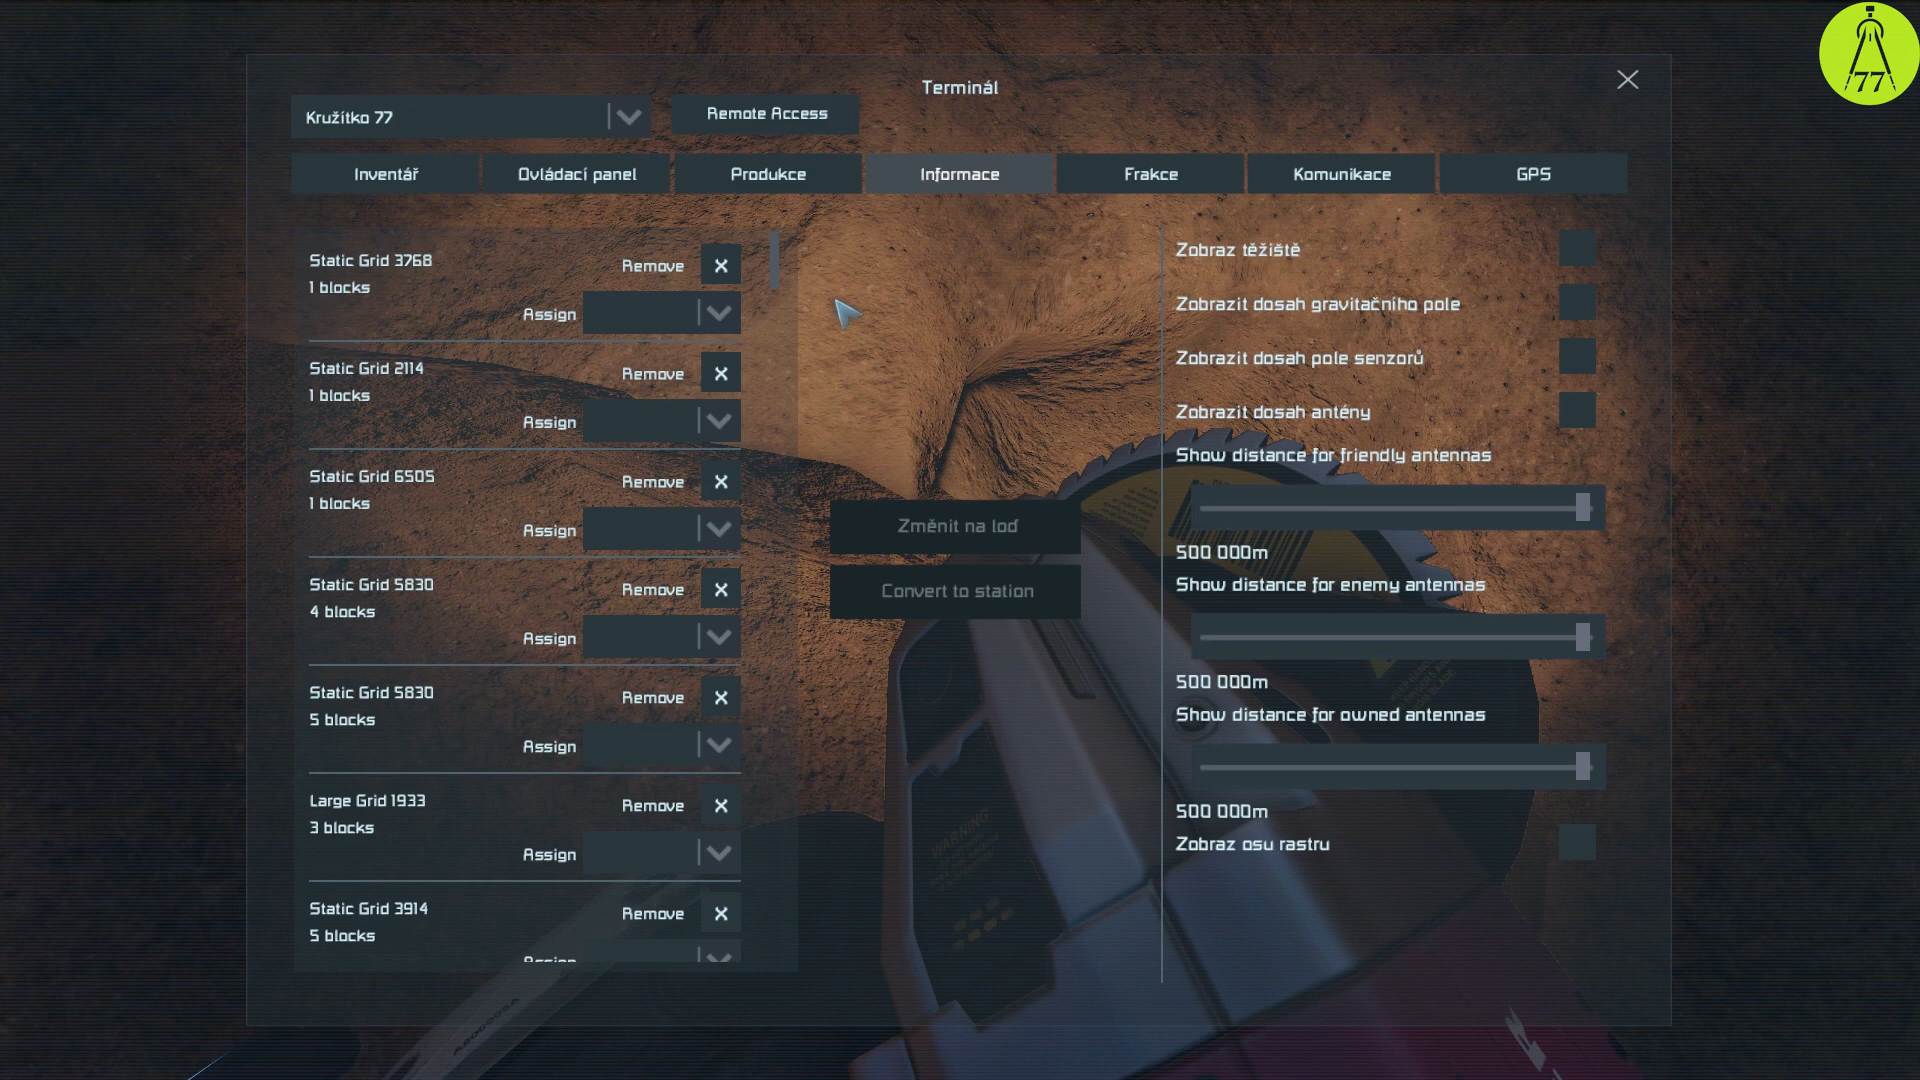 Terminál
77
Kružítko 77
Remote Access
Inventář
Ovládací panel
Produkce
Informace
Frakce
Komunikace
GPS
Static Grid 3768
Remove
1 blocks
Assign
Static Grid 2114
Remove
1 blocks
Assign
Static Grid 6505
Remove
1 blocks
Assign
Static Grid 5830
Remove
4 blocks
Assign
Static Grid 5830
Remove
5 blocks
Assign
Large Grid 1933
Remove
3 blocks
Assign
Static Grid 3914
Remove
5 blocks
Assign
Změnit na loď
Convert to station
Zobraz těžiště
Zobrazit dosah gravitačního pole
Zobrazit dosah pole senzorů
Zobrazit dosah antény
Show distance for friendly antennas
500 000m
Show distance for enemy antennas
500 000m
Show distance for owned antennas
500 000m
Zobraz osu rastru
WARNING